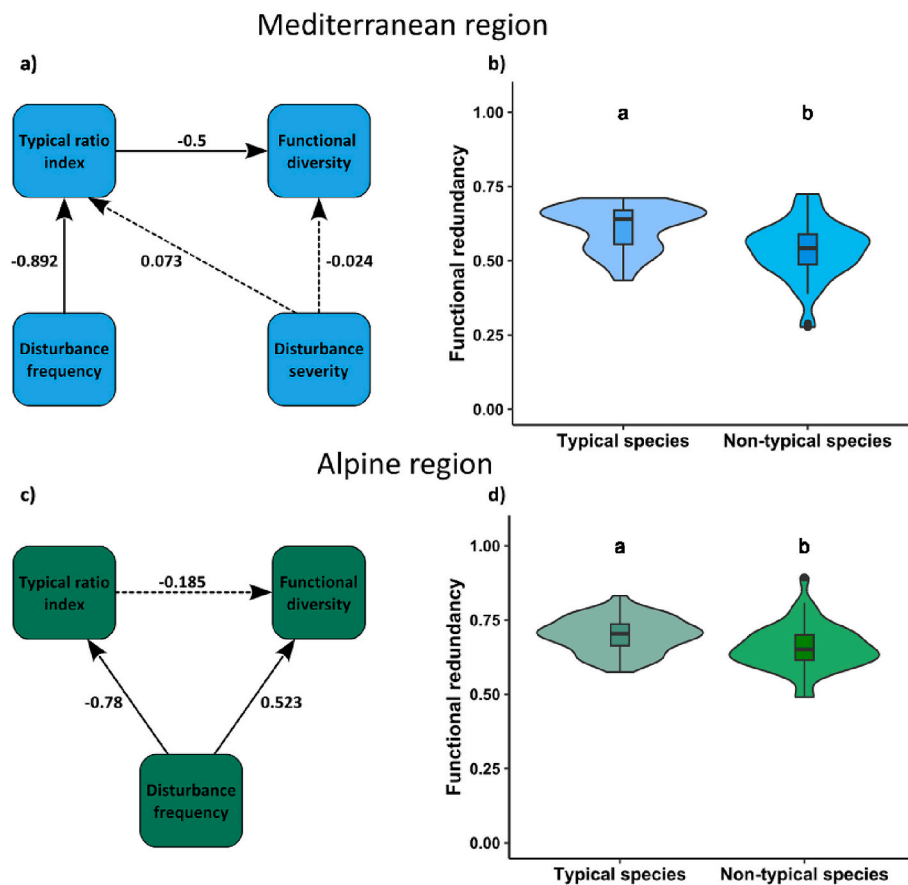 Mediterranean region
a)
Typical ratio
index
-0.5
Functional
diversity
-0.892
0.073
-0.024
Disturbance
frequency
Disturbance
severity
b)
Functional redundancy
1.00
0.75
0.50
0.25
0.00
a
b
Typical species
Non-typical species
Alpine region
c)
Typical ratio
index
-0.185
Functional
diversity
-0.78
0.523
Disturbance
frequency
d)
Functional redundancy
1.00
0.75
0.50
0.25
0.00
a
b
Typical species
Non-typical species